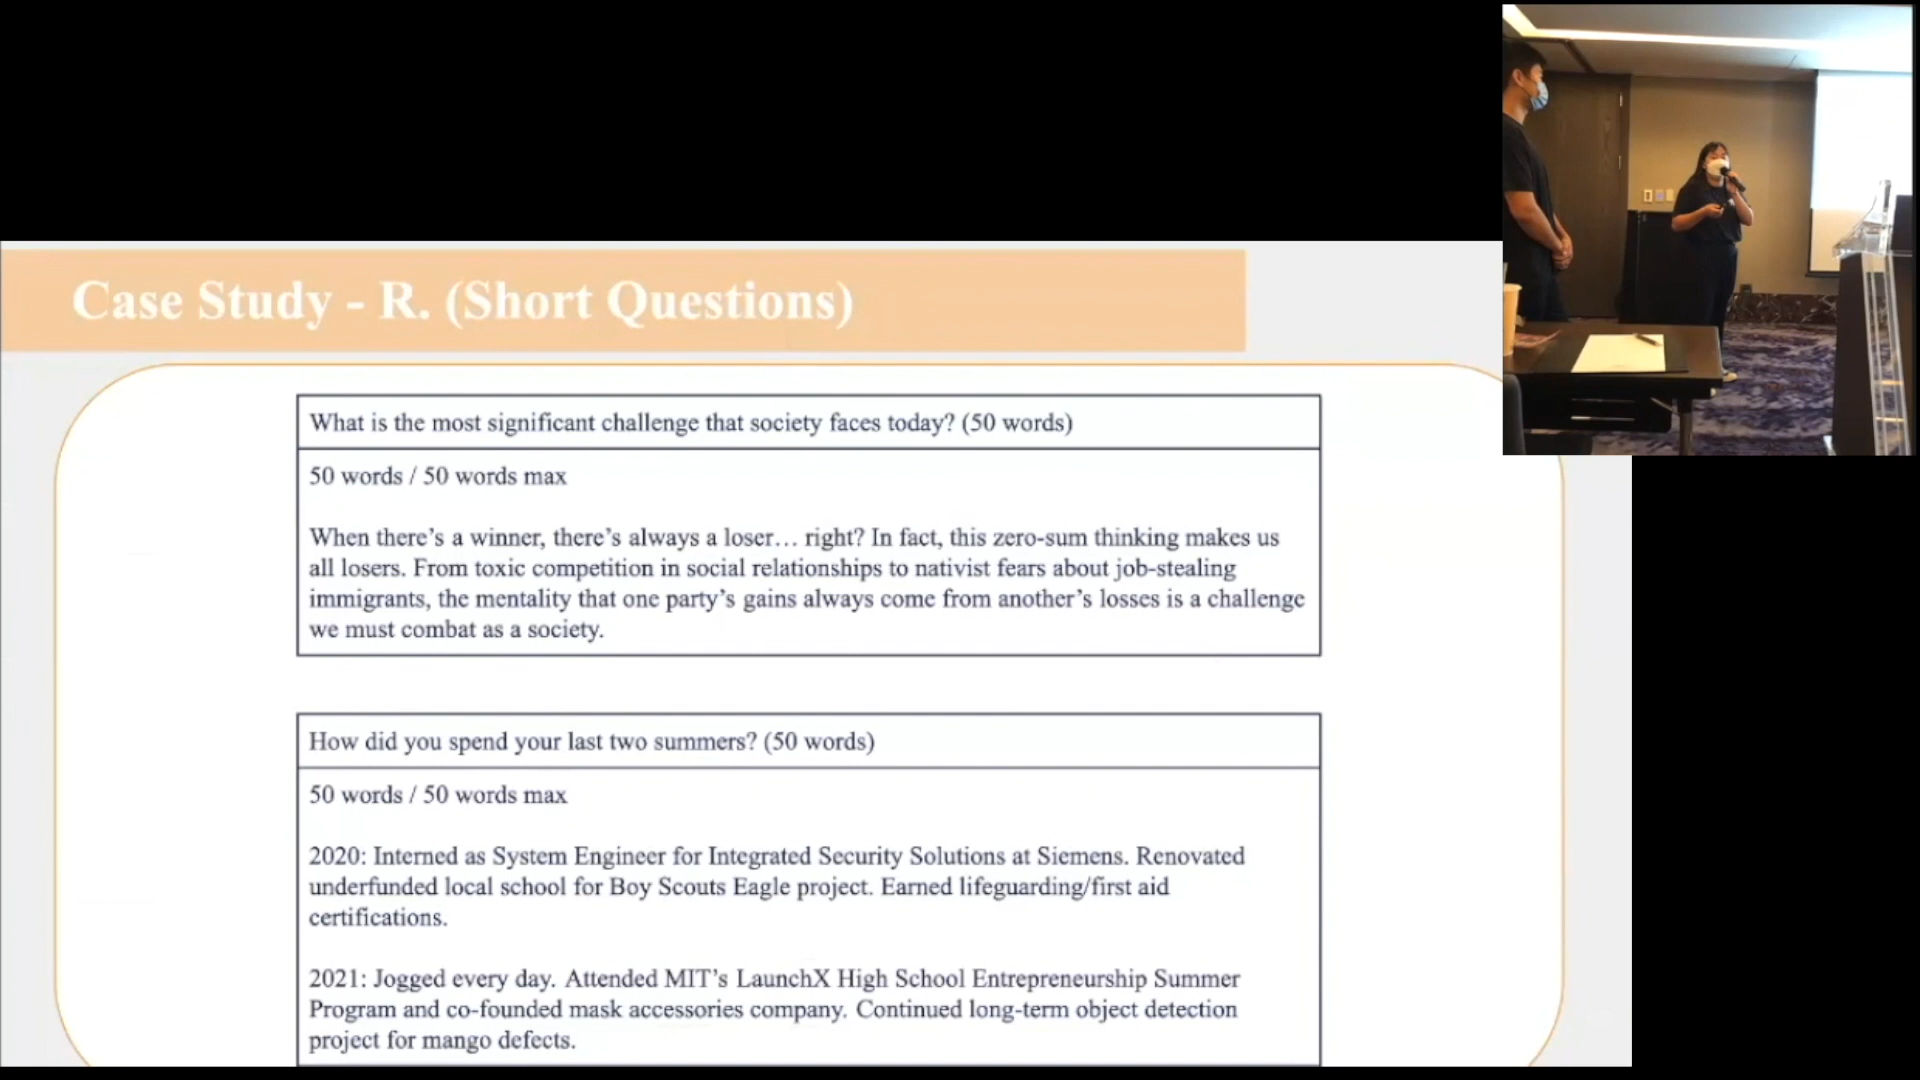 Case Study - R. (Short Questions)
What is the most significant challenge that society faces today? (50 words)
50 words / 50 words max
When there’s a winner, there’s always a loser… right? In fact, this zero-sum thinking makes us
all losers. From toxic competition in social relationships to nativist fears about job-stealing
immigrants, the mentality that one party’s gains always come from another’s losses is a challenge
we must combat as a society.
How did you spend your last two summers? (50 words)
50 words / 50 words max
2020: Interned as System Engineer for Integrated Security Solutions at Siemens. Renovated
underfunded local school for Boy Scouts Eagle project. Earned lifeguarding/first aid
certifications.
2021: Jogged every day. Attended MIT’s LaunchX High School Entrepreneurship Summer
Program and co-founded mask accessories company. Continued long-term object detection
project for mango defects.